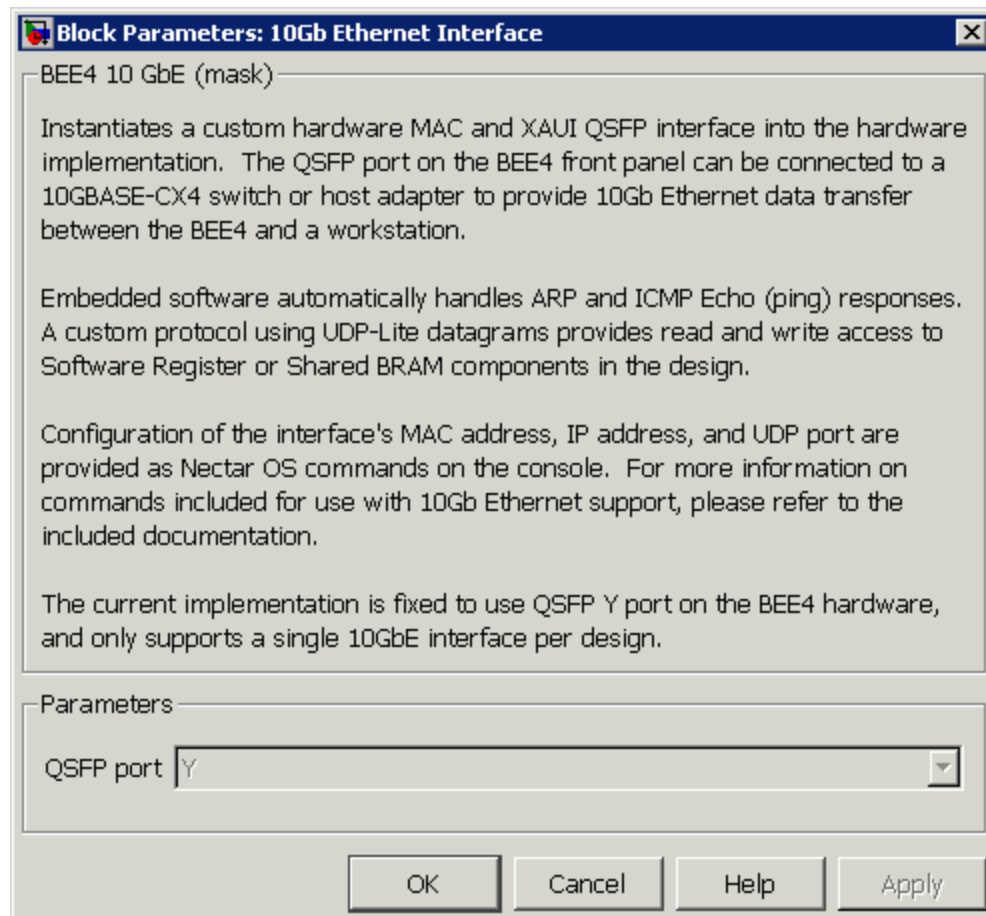 Block Parameters: 10Gb Ethernet Interface
BEE4 10 GbE (mask)
Instantiates a custom hardware MAC and XAUI QSFP interface into the hardware
implementation.  The QSFP port on the BEE4 front panel can be connected to a
10GBASE-CX4 switch or host adapter to provide 10Gb Ethernet data transfer
between the BEE4 and a workstation.
Embedded software automatically handles ARP and ICMP Echo (ping) responses.
A custom protocol using UDP-Lite datagrams provides read and write access to
Software Register or Shared BRAM components in the design.
Configuration of the interface's MAC address, IP address, and UDP port are
provided as Nectar OS commands on the console.  For more information on
commands included for use with 10Gb Ethernet support, please refer to the
included documentation.
The current implementation is fixed to use QSFP Y port on the BEE4 hardware,
and only supports a single 10GbE interface per design.
Parameters
QSFP port Y
OK Cancel Help Apply